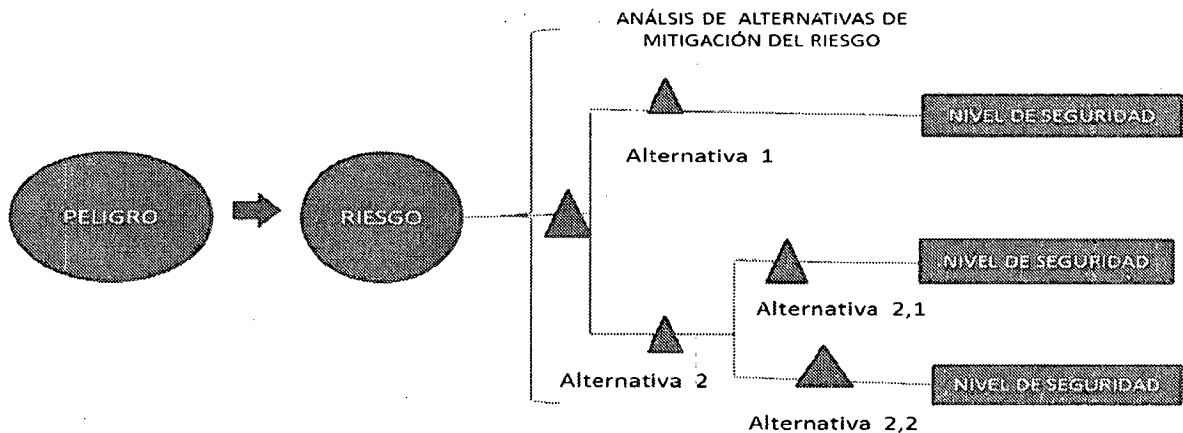 ANÁLSIS DE ALTERNATIVAS DE
MITIGACIÓN DEL RIESGO
NIVEL DE SEGURIDAD
Alternativa 1
PELIGRO
RIESGO
NIVEL DE SEGURIDAD
Alternativa 2,1
Alternativa 2
NIVEL DE SEGURIDAD
Alternativa 2,2